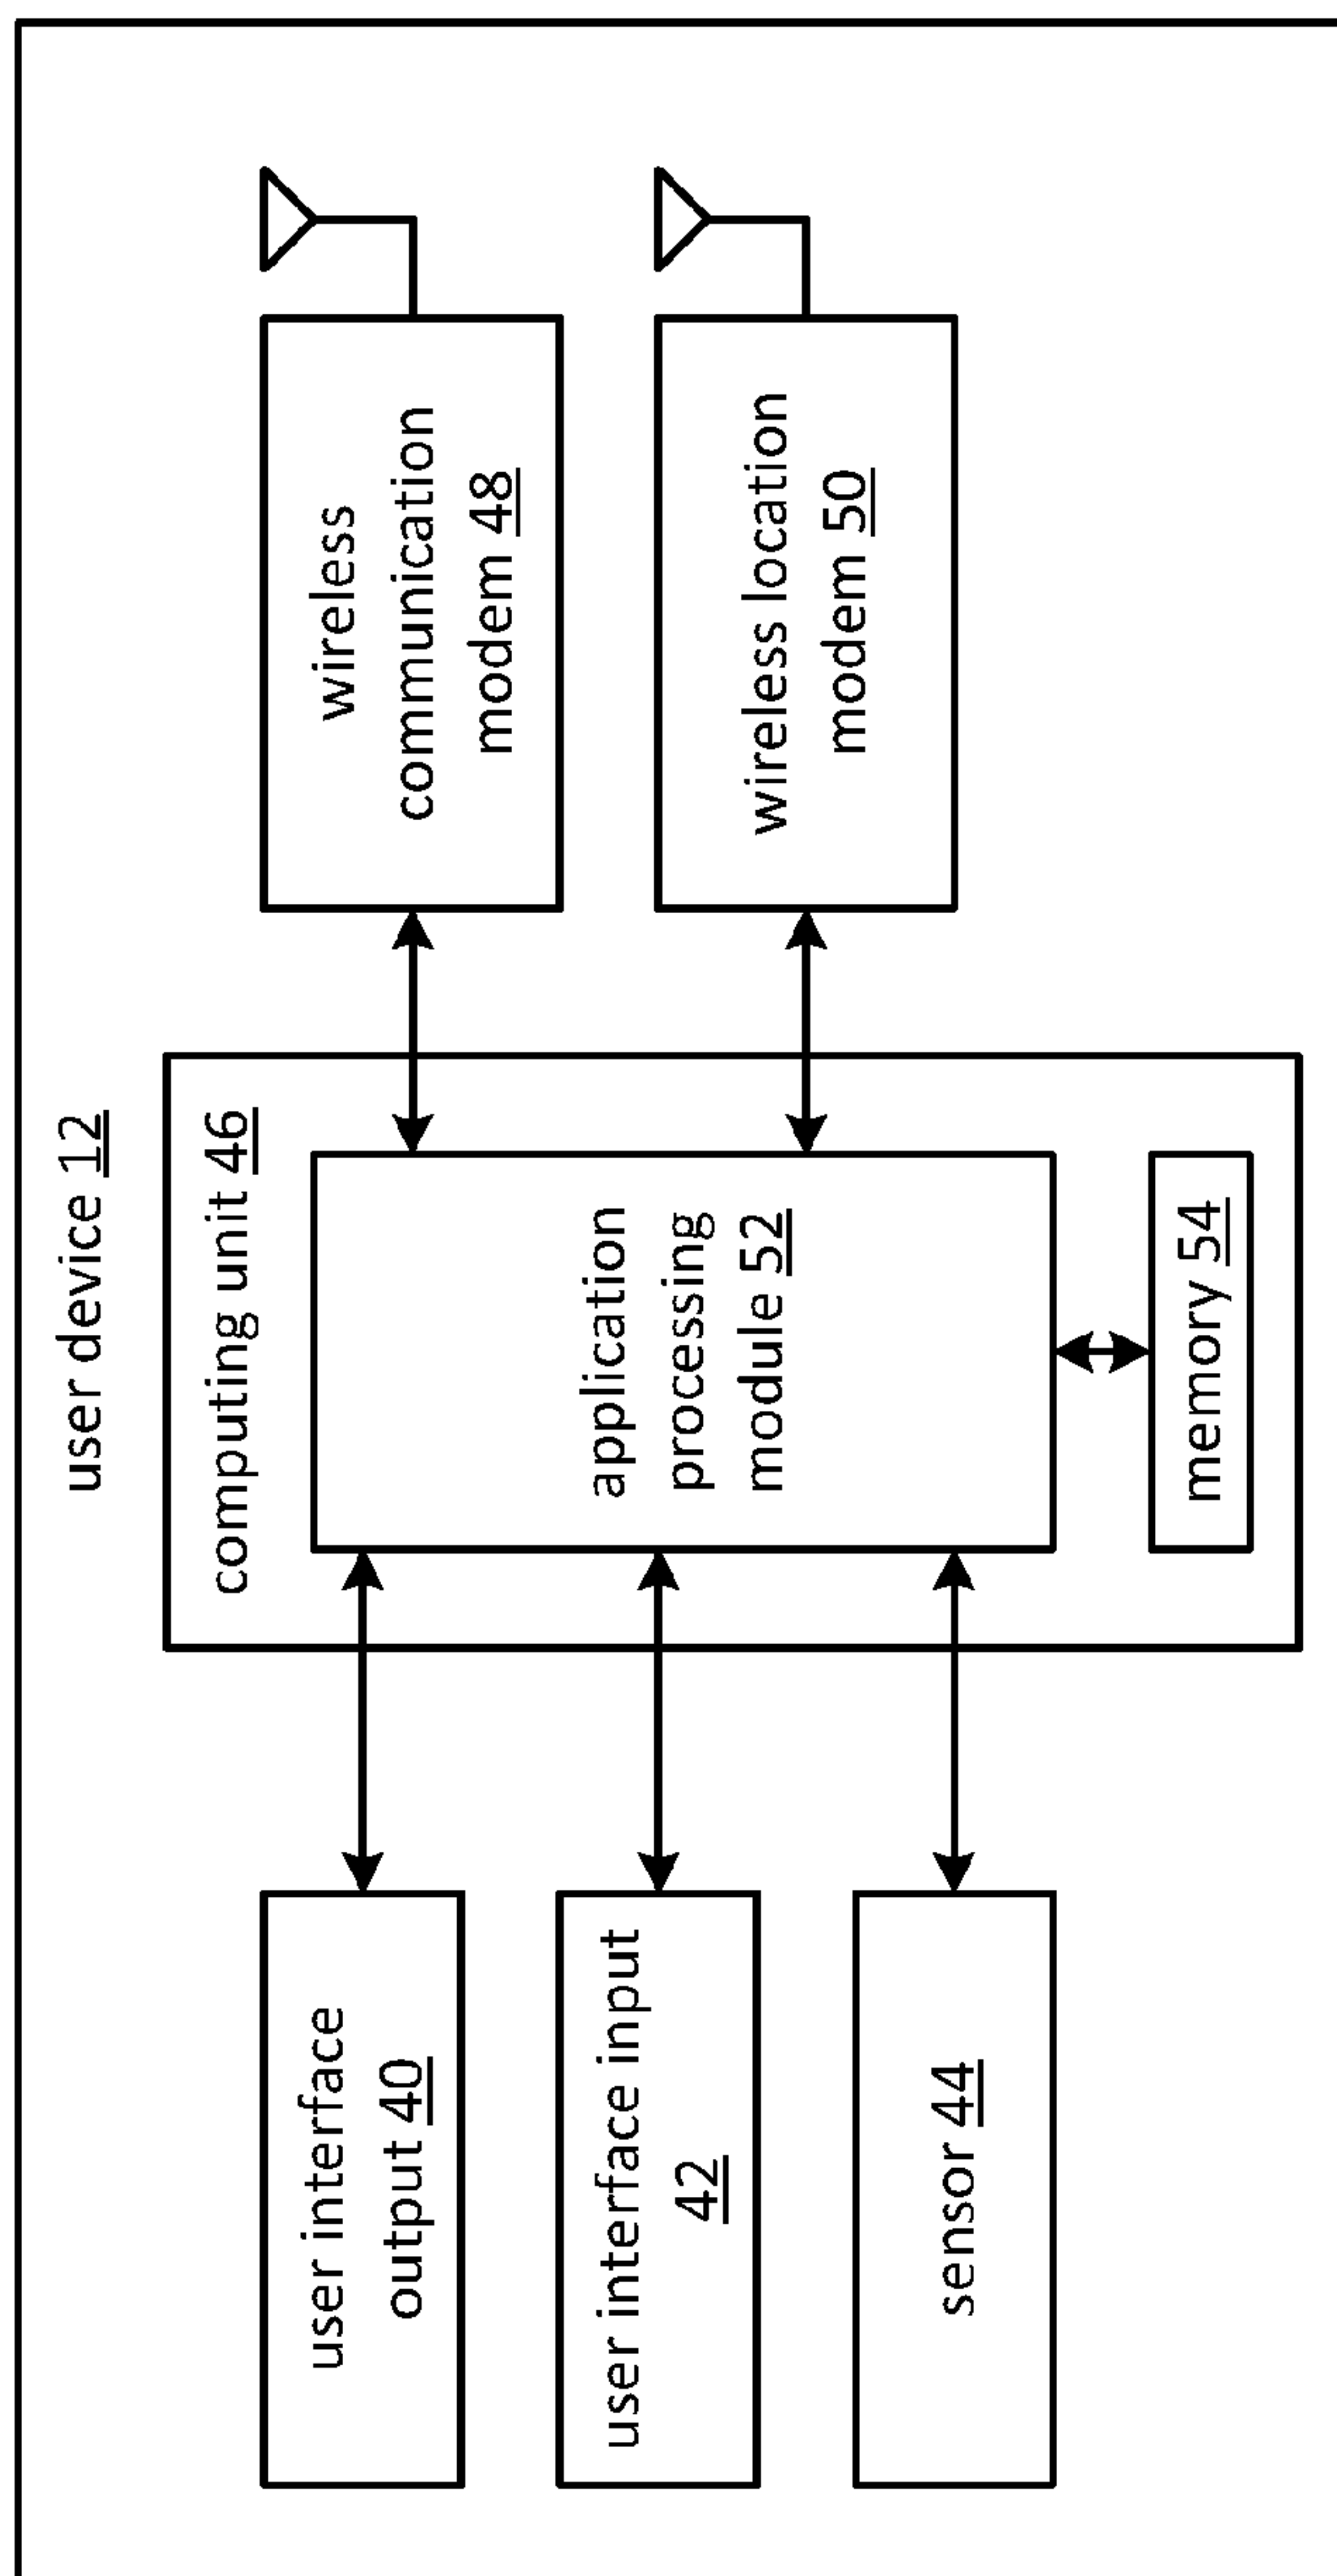 user device 12
computing unit 46
user interface
output 40
user interface input
42
sensor 44
application
processing
module 52
memory 54
wireless
communication
modem 48
wireless location
modem 50